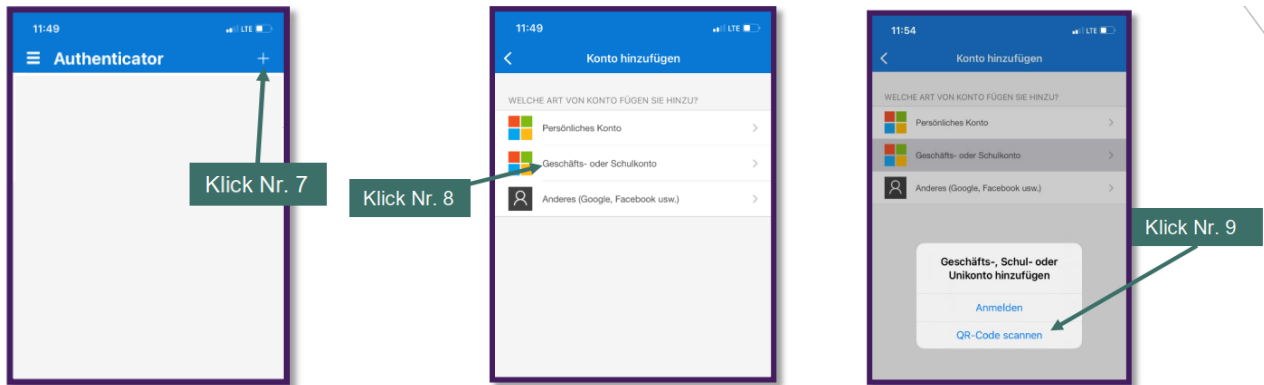 11:49
LTE
Authenticator
+
Klick Nr. 7
11:49
LTE
Konto hinzufügen
WELCHE ART VON KONTO FÜGEN SIE HINZU?
Persönliches Konto
Geschäfts- oder Schulkonto
Anderes (Google, Facebook usw.)
Klick Nr. 8
11:54
LTE
Konto hinzufügen
WELCHE ART VON KONTO FÜGEN SIE HINZU?
Persönliches Konto
Geschäfts- oder Schulkonto
Anderes (Google, Facebook usw.)
Klick Nr. 9
Geschäfts-, Schul- oder
Unikonto hinzufügen
Anmelden
QR-Code scannen